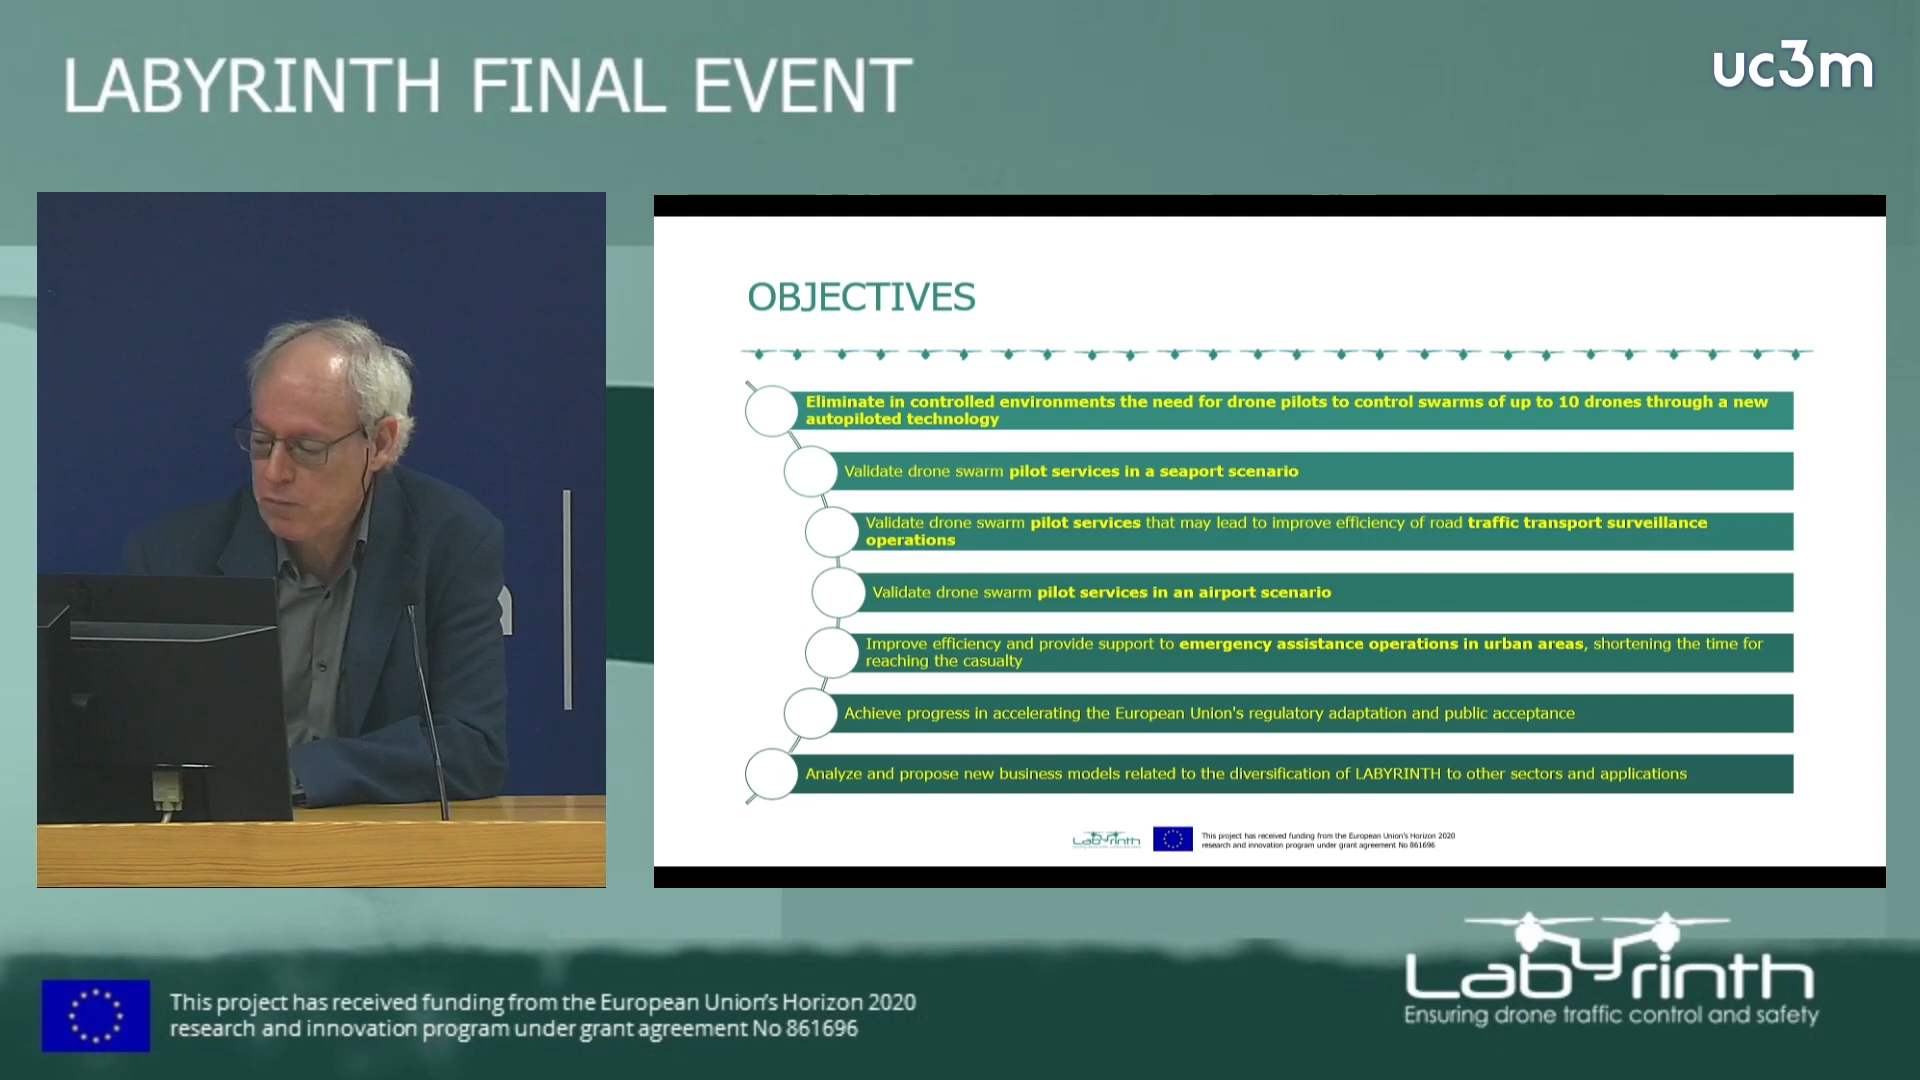 LABYRINTH FINAL EVENT
uc3m
OBJECTIVES
Eliminate in controlled environments the need for drone pilots to control swarms of up to 10 drones through a new
autopiloted technology
Validate drone swarm pilot services in a seaport scenario
Validate drone swarm pilot services that may lead to improve efficiency of road traffic transport surveillance
operations
Validate drone swarm pilot services in an airport scenario
Improve efficiency and provide support to emergency assistance operations in urban areas, shortening the time for
reaching the casualty
Achieve progress in accelerating the European Union's regulatory adaptation and public acceptance
Analyze and propose new business models related to the diversification of LABYRINTH to other sectors and applications
Labyrinth
This project has received funding from the European Union's Horizon 2020
research and innovation program under grant agreement No 861696
This project has received funding from the European Union's Horizon 2020
research and innovation program under grant agreement No 861696
Labyrinth
Ensuring drone traffic control and safety